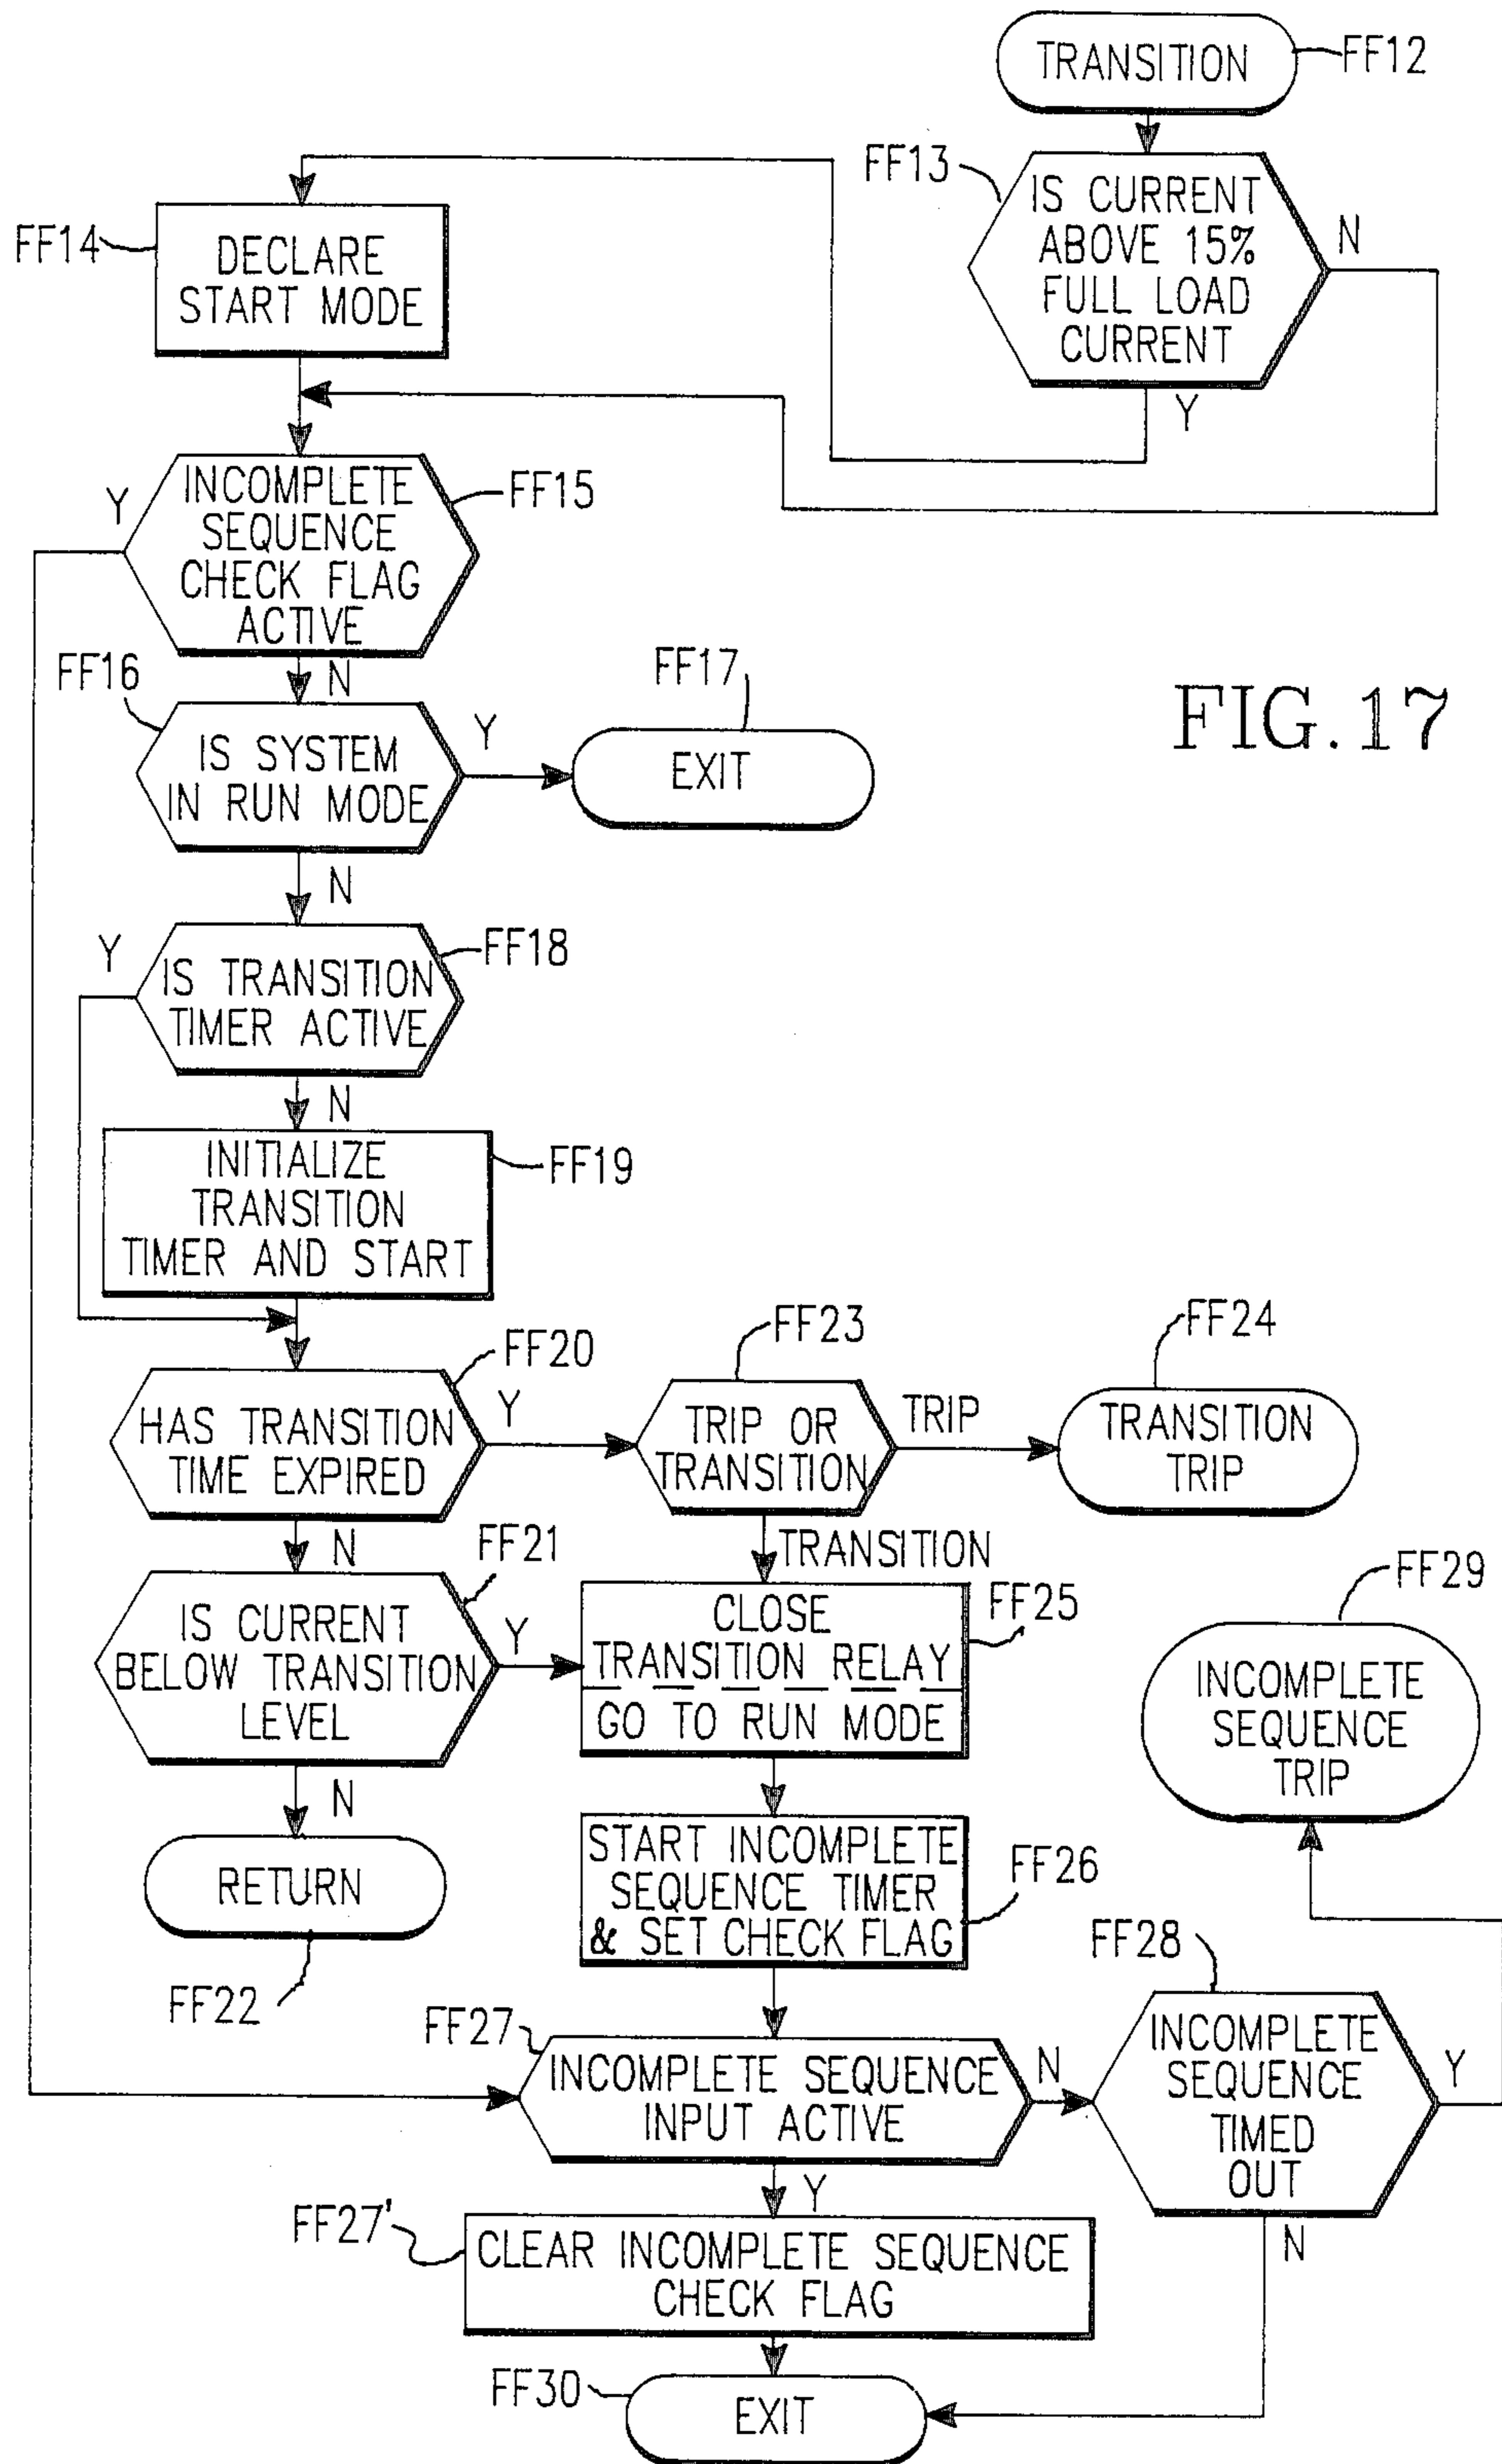 TRANSITION
FF12
FF13
IS CURRENT
ABOVE 15%
FULL LOAD
CURRENT
N
Y
FF14
DECLARE
START MODE
INCOMPLETE
SEQUENCE
CHECK FLAG
ACTIVE
Y
FF15
N
FF16
IS SYSTEM
IN RUN MODE
Y
FF17
EXIT
FIG. 17
N
Y
IS TRANSITION
TIMER ACTIVE
FF18
N
INITIALIZE
TRANSITION
TIMER AND START
FF19
FF20
HAS TRANSITION
TIME EXPIRED
Y
FF23
TRIP OR
TRANSITION
TRIP
FF24
TRANSITION
TRIP
N
FF21
TRANSITION
IS CURRENT
BELOW TRANSITION
LEVEL
Y
CLOSE
TRANSITION RELAY
GO TO RUN MODE
FF25
FF29
INCOMPLETE
SEQUENCE
TRIP
N
RETURN
FF22
START INCOMPLETE
SEQUENCE TIMER
& SET CHECK FLAG
FF26
FF28
FF27
INCOMPLETE SEQUENCE
INPUT ACTIVE
N
INCOMPLETE
SEQUENCE
TIMED
OUT
Y
Y
N
FF27'
CLEAR INCOMPLETE SEQUENCE
CHECK FLAG
FF30
EXIT